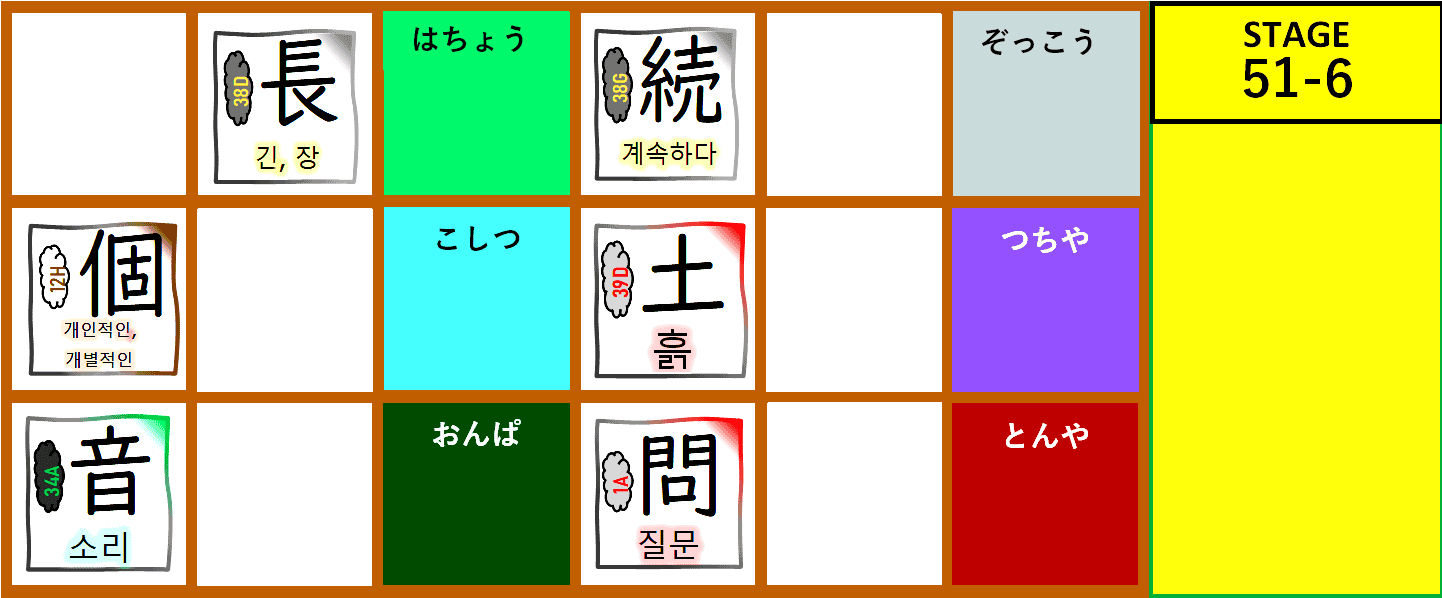 38D
長
긴, 장
はちょう
38G
続
계속하다
ぞっこう
STAGE
51-6
12H
個
개인적인,
개별적인
こしつ
39D
土
흙
つちや
34A
音
소리
おんぱ
1A
問
질문
とんや